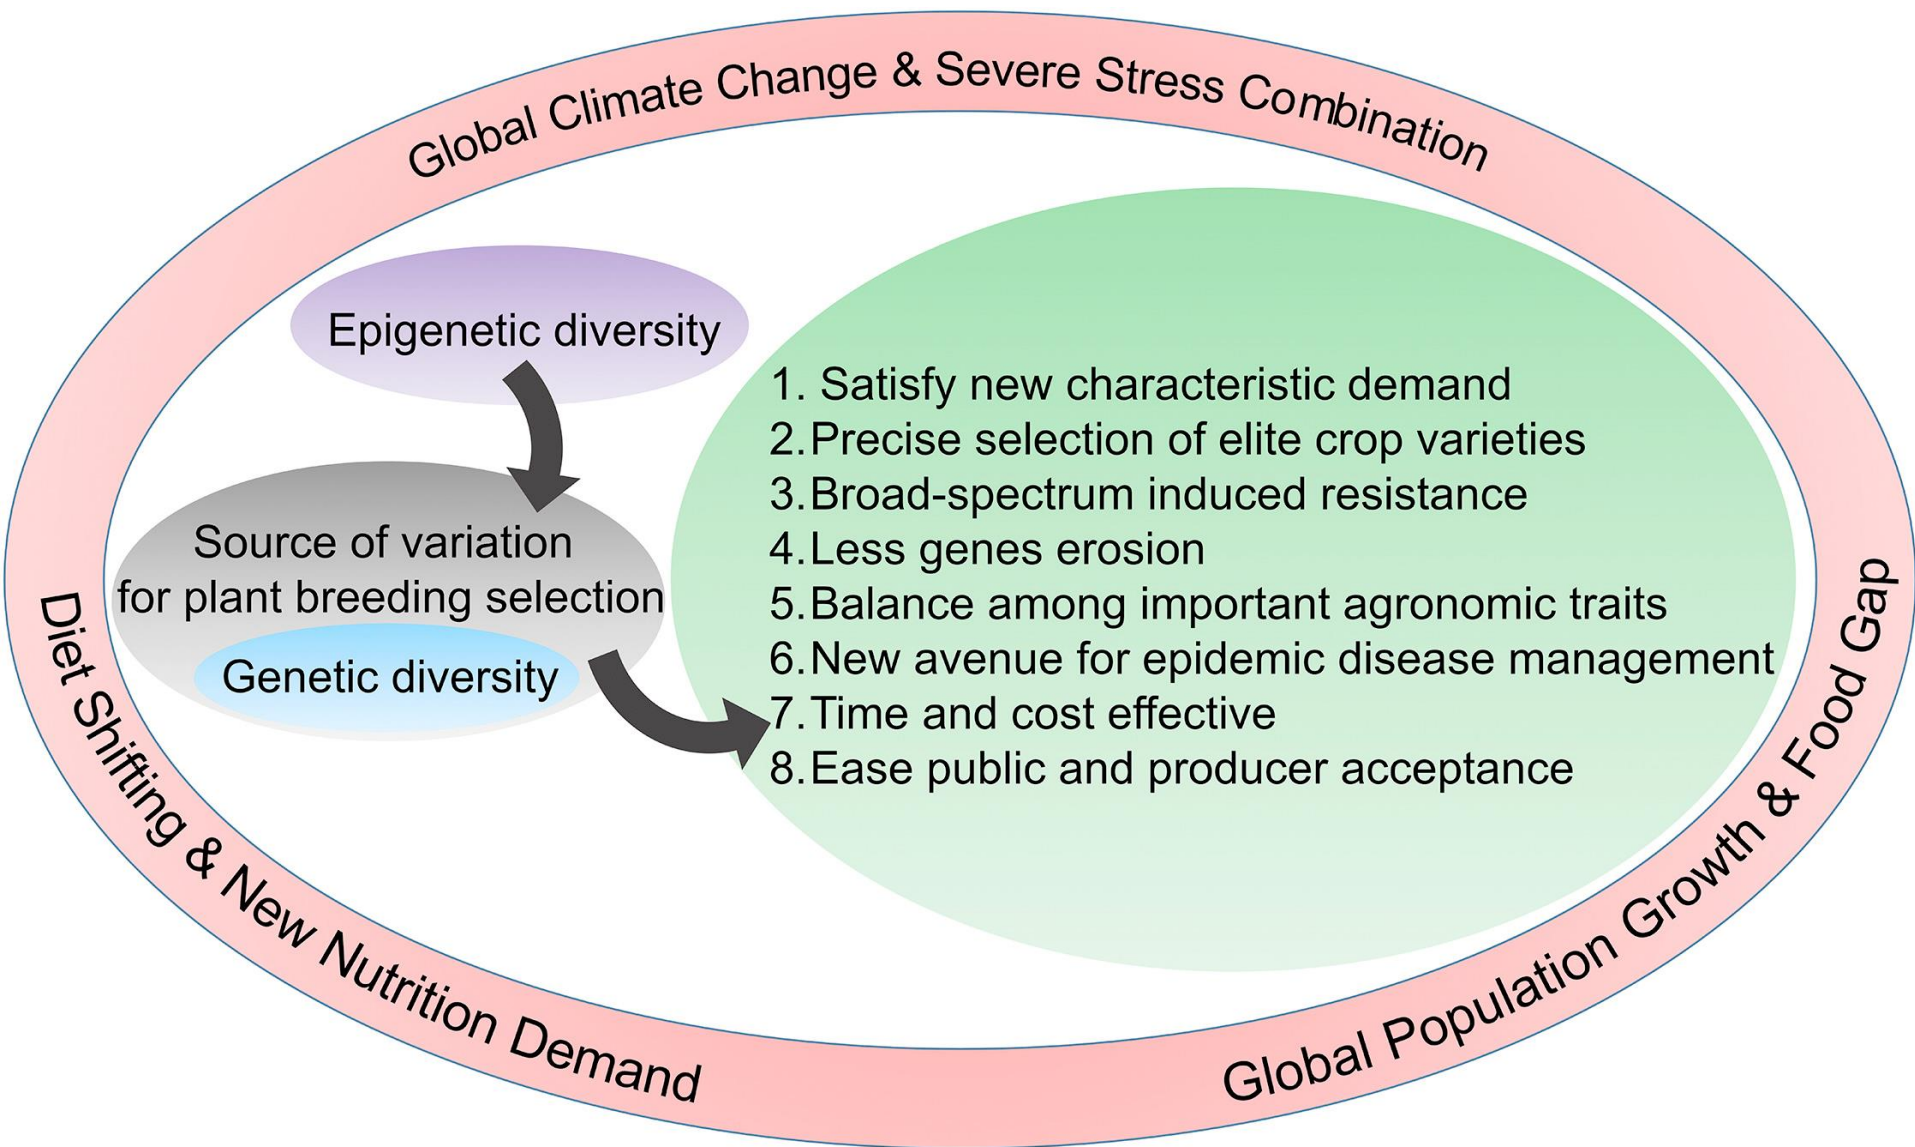 Global Climate Change & Severe Stress Combination
Epigenetic diversity
Source of variation
for plant breeding selection
Genetic diversity
1. Satisfy new characteristic demand
2.Precise selection of elite crop varieties
3.Broad-spectrum induced resistance
4.Less genes erosion
5.Balance among important agronomic traits
6.New avenue for epidemic disease management
7.Time and cost effective
8.Ease public and producer acceptance
Diet Shifting & New Nutrition Demand
Global Population Growth & Food Gap